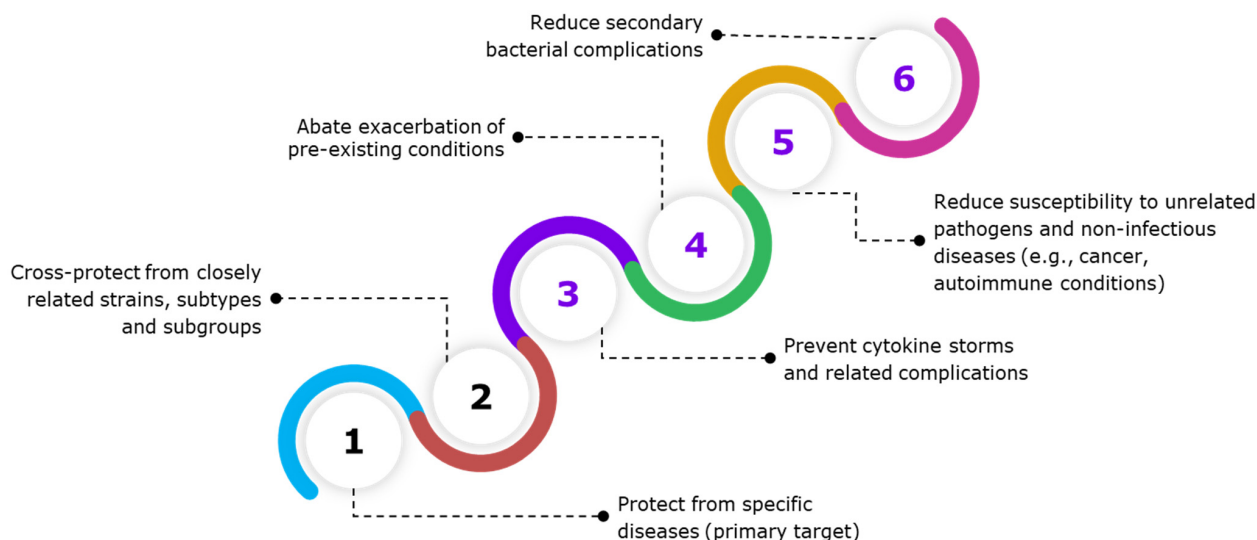 1
Protect from specific
diseases (primary target)
2
Cross-protect from closely
related strains, subtypes
and subgroups
3
Prevent cytokine storms
and related complications
4
Abate exacerbation of
pre-existing conditions
5
Reduce susceptibility to unrelated
pathogens and non-infectious
diseases (e.g., cancer,
autoimmune conditions)
6
Reduce secondary
bacterial complications